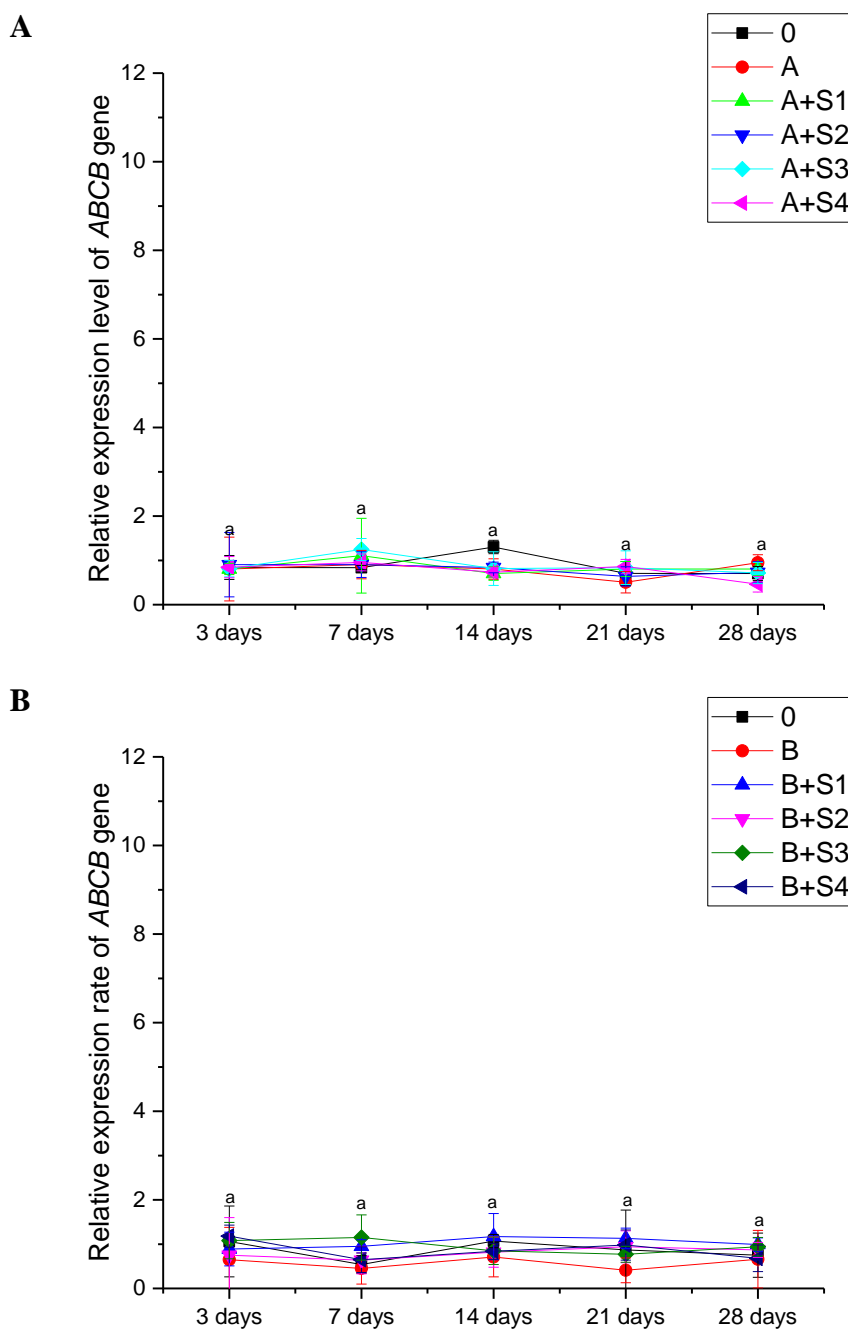 A
0
A
A+S1
A+S2
A+S3
A+S4
12
10
8
6
4
2
0
Relative expression level of ABCB gene
a
a
a
a
a
3 days
7 days
14 days
21 days
28 days
B
0
B
B+S1
B+S2
B+S3
B+S4
12
10
8
6
4
2
0
Relative expression rate of ABCB gene
a
a
a
a
a
3 days
7 days
14 days
21 days
28 days